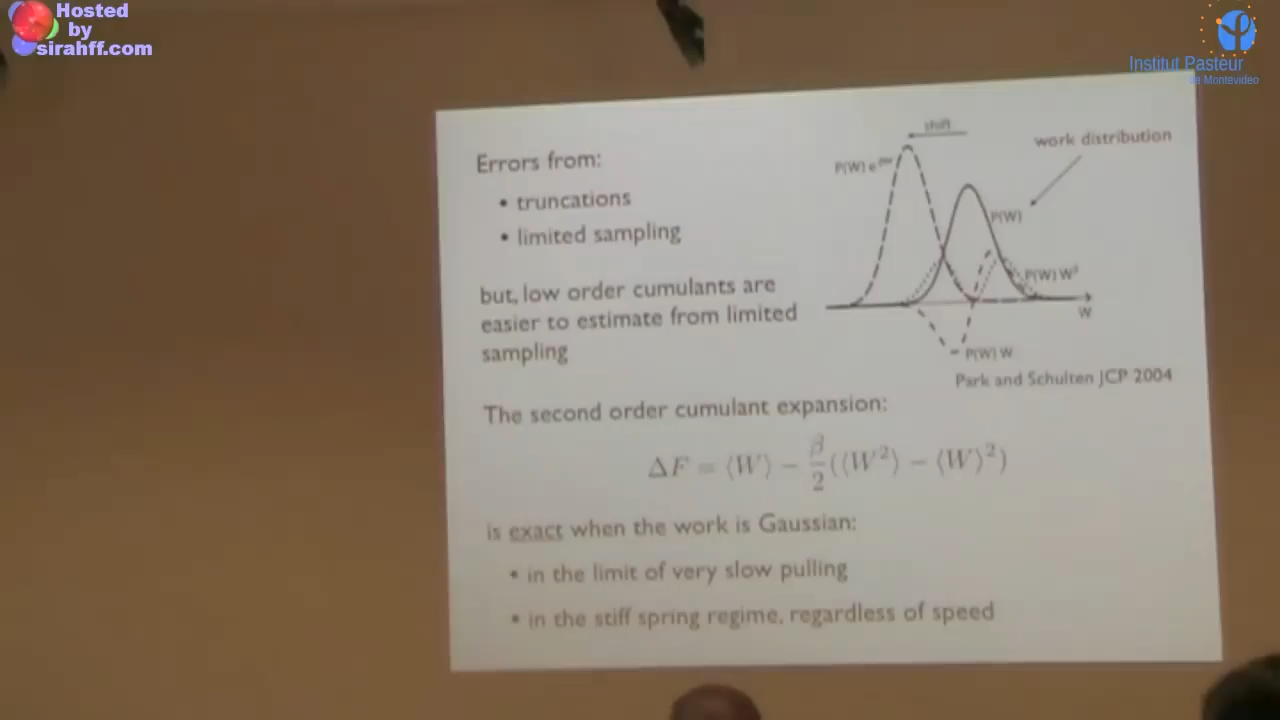 Hosted
by
sirahff.com
Institut Pasteur
de Montevideo
Errors from:
• truncations
• limited sampling
but, low order cumulants are
easier to estimate from limited
sampling
shift
work distribution
P(W)
P(W) W²
W
P(W) W
Park and Schulten JCP 2004
The second order cumulant expansion:
ΔF = ⟨W⟩ − β/2 (⟨W²⟩ − ⟨W⟩²)
is exact when the work is Gaussian:
• in the limit of very slow pulling
• in the stiff spring regime, regardless of speed